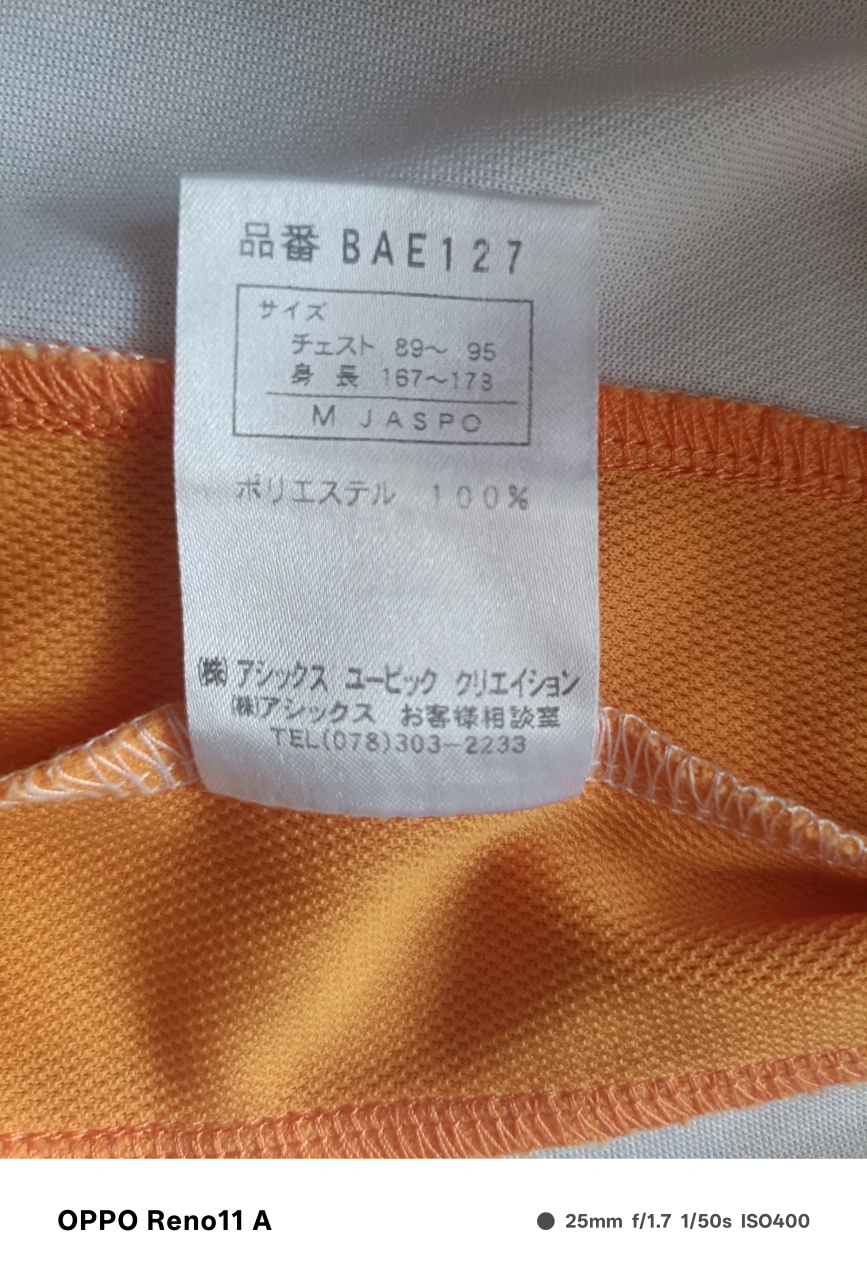 品番 BAE127
サイズ
チェスト 89〜 95
身 長 167〜173
M JASPO
ポリエステル 100%
(株) アシックス ユービック クリエイション
(株)アシックス お客様相談室
TEL(078)303-2233
OPPO Reno11 A
25mm f/1.7 1/50s ISO400